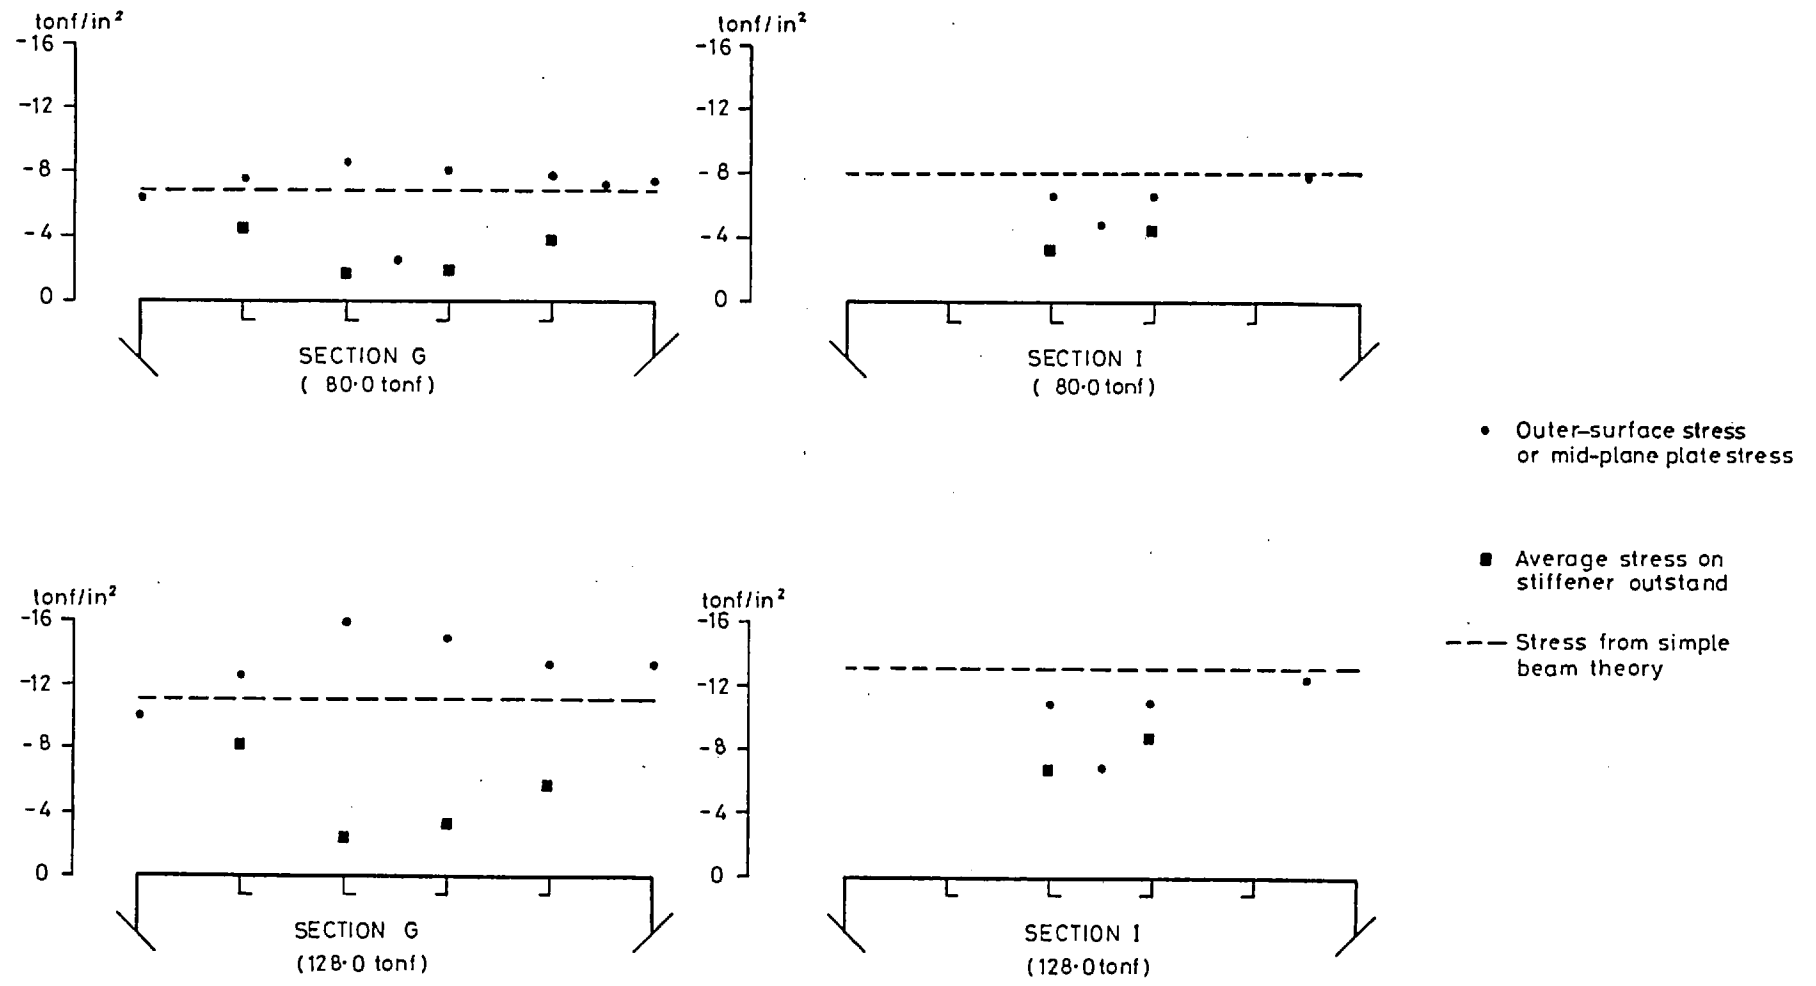 tonf/in²
-16
-12
-8
-4
0
SECTION G
( 80·0 tonf)
tonf/in²
-16
-12
-8
-4
0
SECTION I
( 80·0 tonf)
• Outer-surface stress
or mid-plane plate stress
■ Average stress on
stiffener outstand
--- Stress from simple
beam theory
tonf/in²
-16
-12
-8
-4
0
SECTION G
(128·0 tonf)
tonf/in²
-16
-12
-8
-4
0
SECTION I
(128·0 tonf)